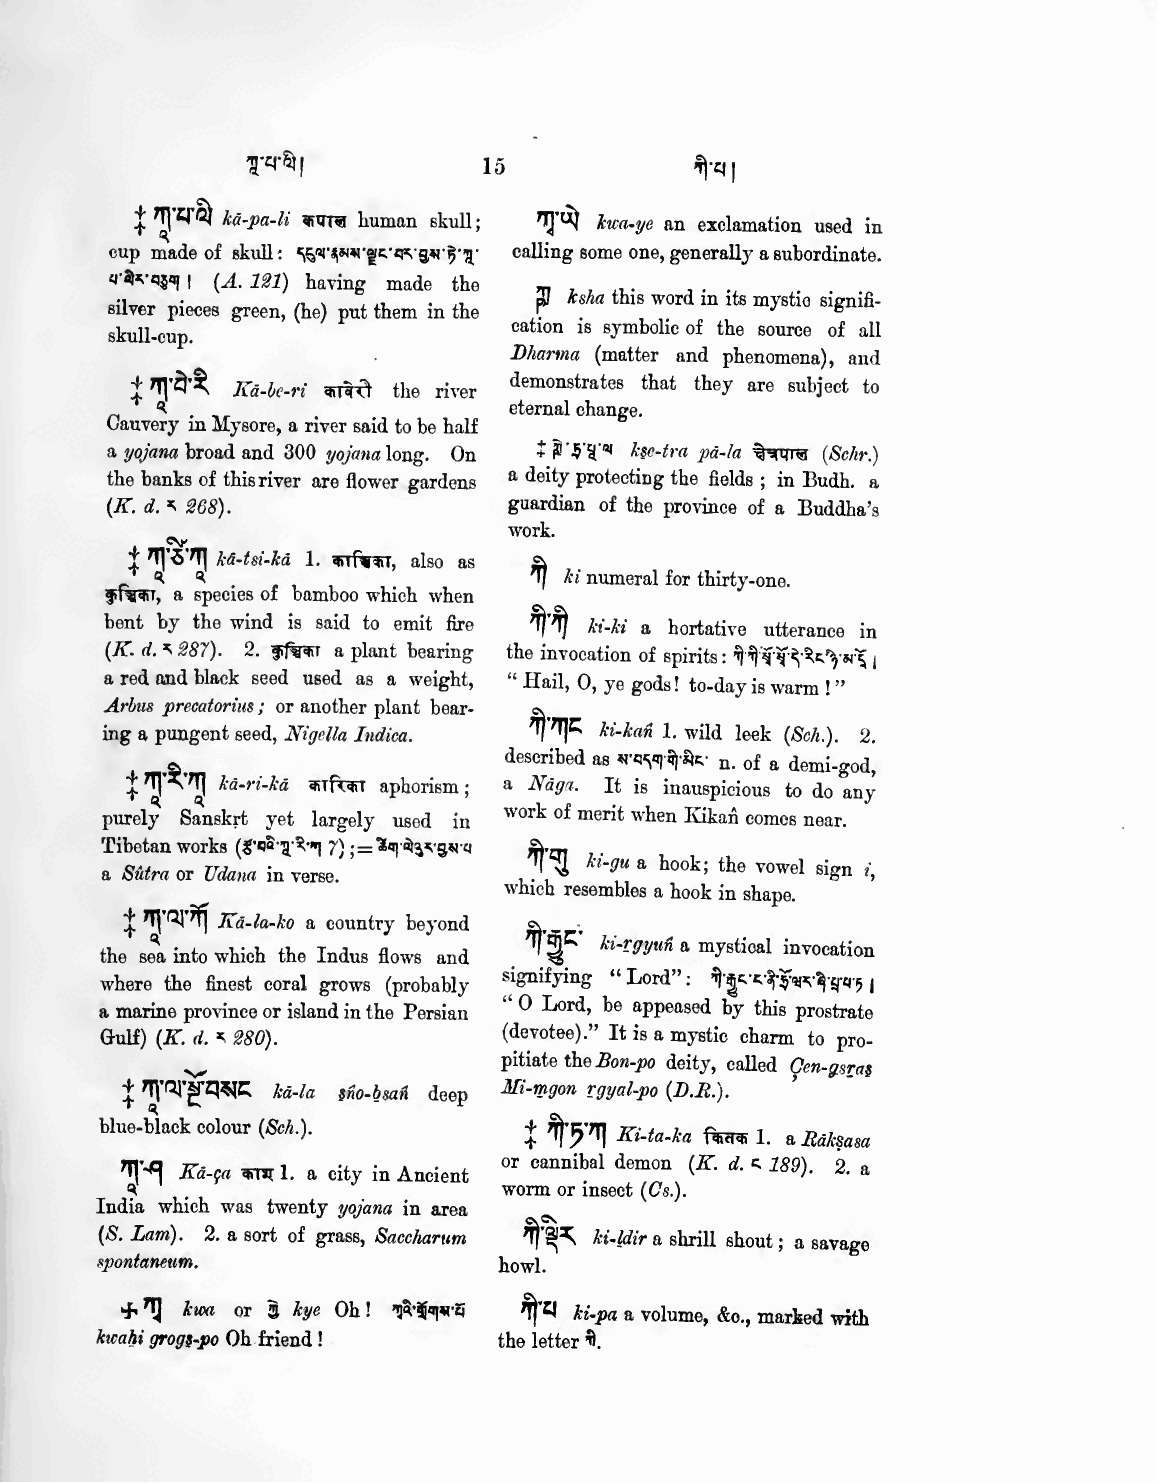 ཀཱ་པ་ལི། 15 ཀི་པ།
‡ ཀཱ་པ་ལི kā-pa-li कपाल human skull;
cup made of skull: དངུལ་རྣམས་ལྗང་བར་བྱས་ཏེ་ཀཱ་
པ་ལིར་བཅུག། (A. 121) having made the
silver pieces green, (he) put them in the
skull-cup.
‡ ཀཱ་བེ་རི Kā-be-ri कावेरी the river
Cauvery in Mysore, a river said to be half
a yojana broad and 300 yojana long. On
the banks of this river are flower gardens
(K. d. ར 268).
‡ ཀཱ་ཙི་ཀཱ kā-tsi-kā 1. काञ्चिका, also as
कुञ्चिका, a species of bamboo which when
bent by the wind is said to emit fire
(K. d. ར 287). 2. कुञ्चिका a plant bearing
a red and black seed used as a weight,
Arbus precatorius; or another plant bear-
ing a pungent seed, Nigella Indica.
‡ ཀཱ་རི་ཀཱ kā-ri-kā कारिका aphorism;
purely Sanskṛt yet largely used in
Tibetan works (རྩ་བའི་ཀཱ་རི་ཀ 7);=ཚིག་ལེའུར་བྱས་པ
a Sûtra or Udana in verse.
‡ ཀཱ་ལ་ཀོ Kā-la-ko a country beyond
the sea into which the Indus flows and
where the finest coral grows (probably
a marine province or island in the Persian
Gulf) (K. d. ར 280).
‡ ཀཱ་ལ་སྔོ་བསང kā-la s̱ño-ḇsañ deep
blue-black colour (Sch.).
ཀཱ་ཤ Kā-ça काश 1. a city in Ancient
India which was twenty yojana in area
(S. Lam). 2. a sort of grass, Saccharum
spontaneum.
‡ ཀྭ kwa or ཀྱེ kye Oh! ཀྭའི་གྲོགས་པོ
kwaḥi grogs̱-po Oh friend!
ཀྭ་ཡེ kwa-ye an exclamation used in
calling some one, generally a subordinate.
ཀྵ ksha this word in its mystic signifi-
cation is symbolic of the source of all
Dharma (matter and phenomena), and
demonstrates that they are subject to
eternal change.
‡ ཀྵེ་ཏྲ་པཱ་ལ kṣe-tra pā-la क्षेत्रपाल (Schr.)
a deity protecting the fields; in Budh. a
guardian of the province of a Buddha's
work.
ཀི ki numeral for thirty-one.
ཀི་ཀི ki-ki a hortative utterance in
the invocation of spirits:
"Hail, O, ye gods! to-day is warm!"
ཀི་ཀང ki-kañ 1. wild leek (Sch.). 2.
described as ས་བདག་གི་མིང་ n. of a demi-god,
a Nāga. It is inauspicious to do any
work of merit when Kikañ comes near.
ཀི་གུ ki-gu a hook; the vowel sign i,
which resembles a hook in shape.
ཀི་རྒྱུང་ ki-ṟgyuñ a mystical invocation
signifying "Lord":
"O Lord, be appeased by this prostrate
(devotee)." It is a mystic charm to pro-
pitiate the Bon-po deity, called Çen-gsṟas̱
Mi-m̱gon ṟgyal-po (D.R.).
‡ ཀི་ཏ་ཀ Ki-ta-ka कितक 1. a Rākṣasa
or cannibal demon (K. d. ང 189). 2. a
worm or insect (Cs.).
ཀི་ལྡིར ki-ḻdir a shrill shout; a savage
howl.
ཀི་པ ki-pa a volume, &c., marked with
the letter ཀི.